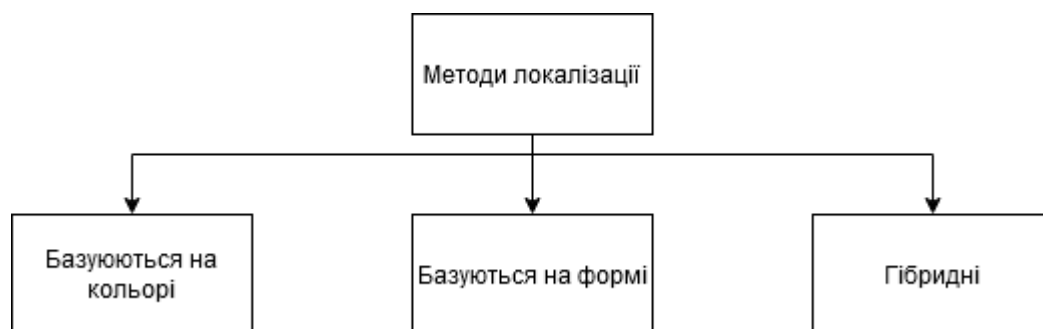 Методи локалізації
Базуюються на
кольорі
Базуються на формі
Гібридні